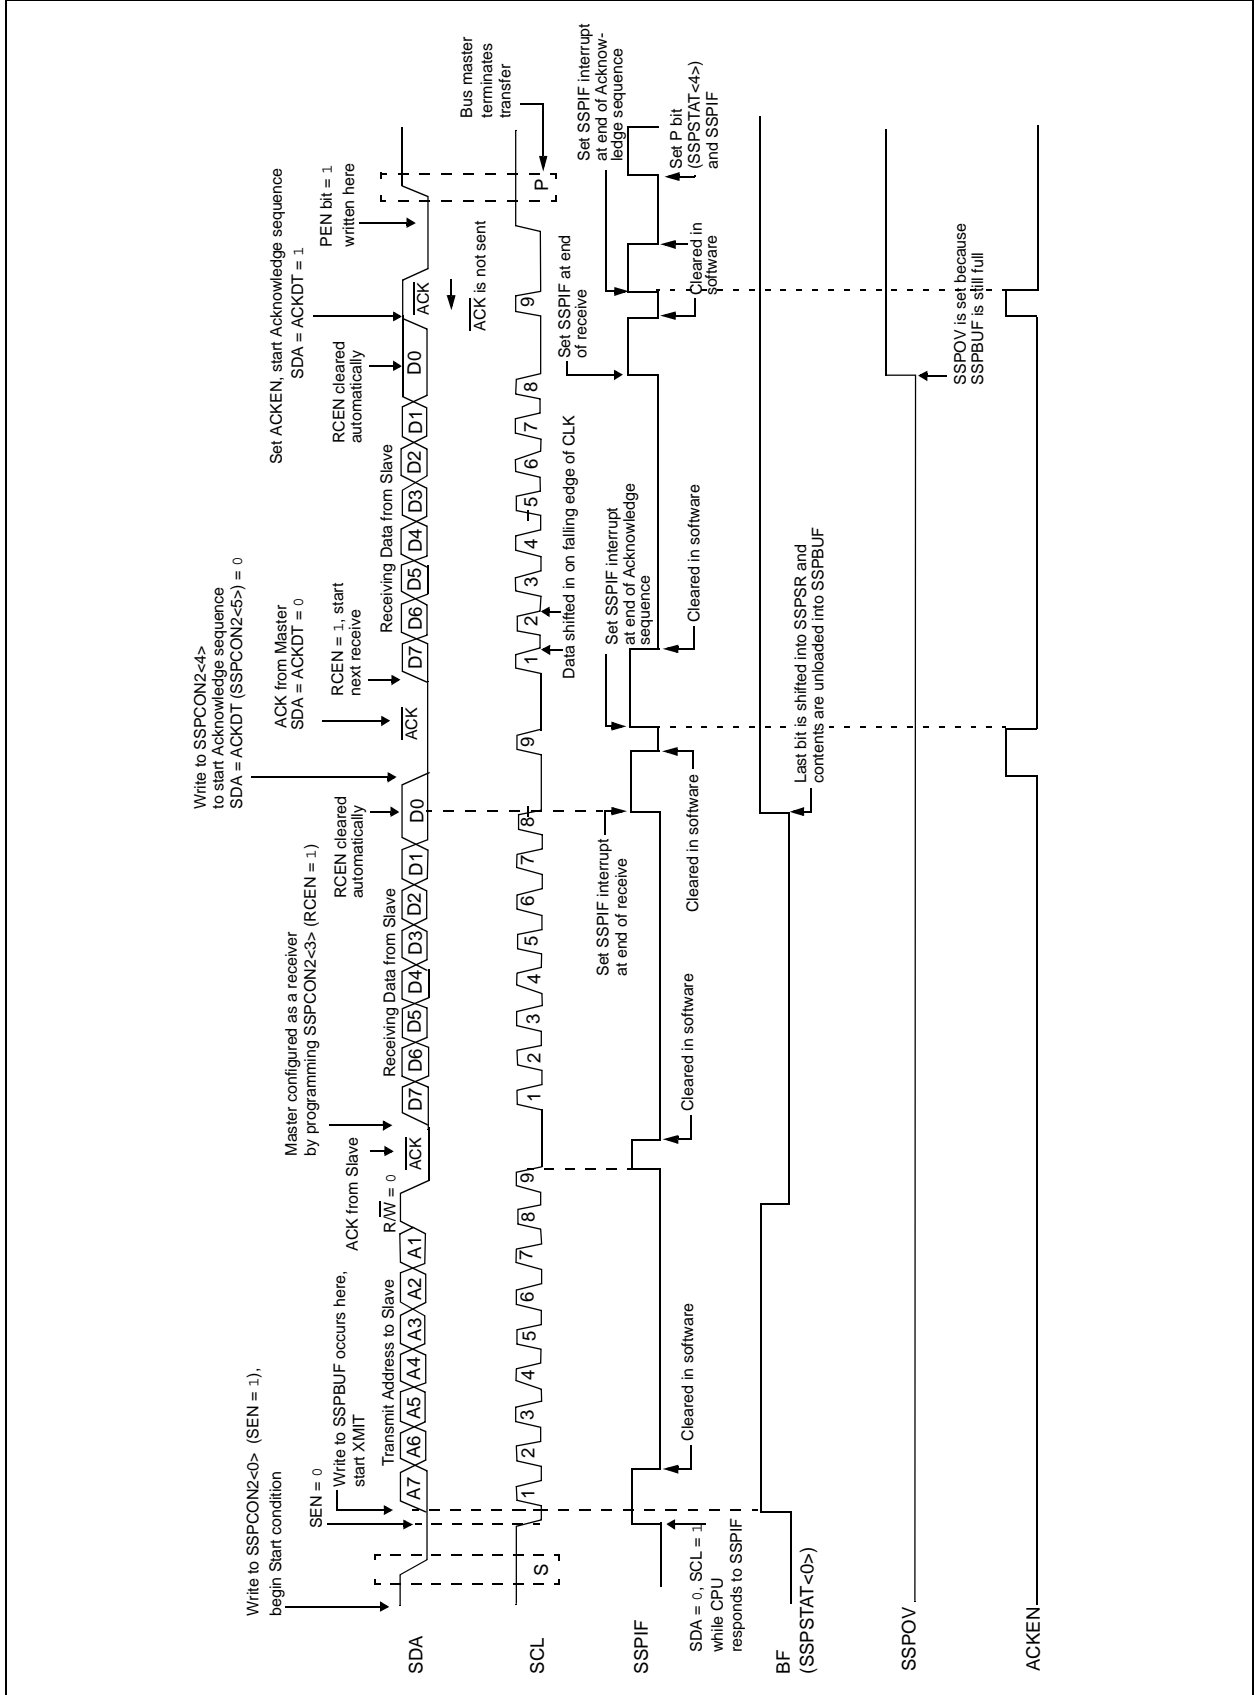 Write to SSPCON2<0> (SEN = 1),
begin Start condition
SEN = 0
Write to SSPBUF occurs here,
start XMIT
ACK from Slave
Master configured as a receiver
by programming SSPCON2<3> (RCEN = 1)
RCEN cleared
automatically
Write to SSPCON2<4>
to start Acknowledge sequence
SDA = ACKDT (SSPCON2<5>) = 0
ACK from Master
SDA = ACKDT = 0
RCEN = 1, start
next receive
RCEN cleared
automatically
Set ACKEN, start Acknowledge sequence
SDA = ACKDT = 1
PEN bit = 1
written here
Transmit Address to Slave
R/W = 0
Receiving Data from Slave
Receiving Data from Slave
SDA
A7 A6 A5 A4 A3 A2 A1
ACK
D7 D6 D5 D4 D3 D2 D1 D0
ACK
D7 D6 D5 D4 D3 D2 D1 D0
ACK
ACK is not sent
Bus master
terminates
transfer
SCL
S
1 2 3 4 5 6 7 8 9
1 2 3 4 5 6 7 8
9
1 2 3 4 5 6 7 8
9
P
Data shifted in on falling edge of CLK
Set SSPIF interrupt
at end of receive
Set SSPIF interrupt
at end of Acknowledge
sequence
Set SSPIF at end
of receive
Set SSPIF interrupt
at end of Acknow-
ledge sequence
SSPIF
SDA = 0, SCL = 1
while CPU
responds to SSPIF
Cleared in software
Cleared in software
Cleared in software
Cleared in software
Cleared in
software
Set P bit
(SSPSTAT<4>)
and SSPIF
BF
(SSPSTAT<0>)
Last bit is shifted into SSPSR and
contents are unloaded into SSPBUF
SSPOV
SSPOV is set because
SSPBUF is still full
ACKEN